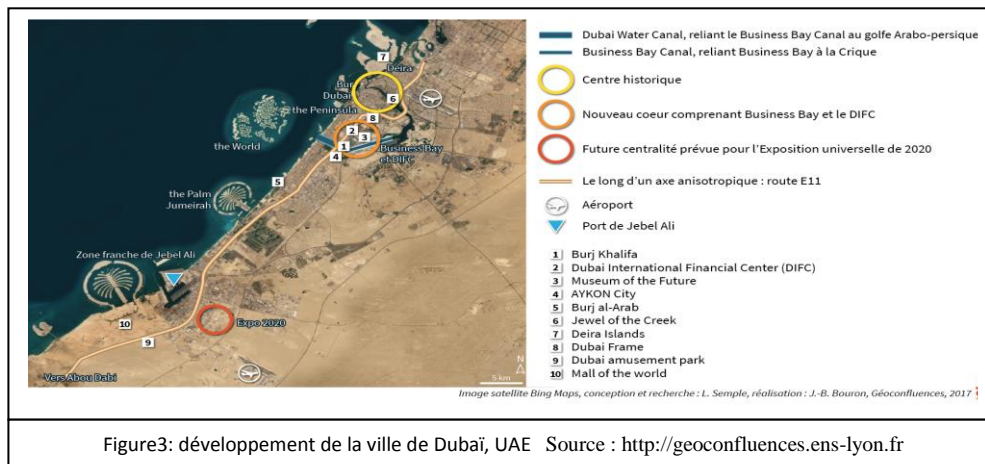 Deira
Bur
Dubai
the Peninsula
the World
Business Bay
et DIFC
the Palm
Jumeirah
Zone franche de Jebel Ali
Expo 2020
Vers Abou Dabi
N
5 km
7
6
8
2
3
1
4
5
10
9
Dubai Water Canal, reliant le Business Bay Canal au golfe Arabo-persique
Business Bay Canal, reliant Business Bay à la Crique
Centre historique
Nouveau coeur comprenant Business Bay et le DIFC
Future centralité prévue pour l'Exposition universelle de 2020
Le long d'un axe anisotropique : route E11
Aéroport
Port de Jebel Ali
1 Burj Khalifa
2 Dubai International Financial Center (DIFC)
3 Museum of the Future
4 AYKON City
5 Burj al-Arab
6 Jewel of the Creek
7 Deira Islands
8 Dubai Frame
9 Dubai amusement park
10 Mall of the world
Image satellite Bing Maps, conception et recherche : L. Semple, réalisation : J.-B. Bouron, Géoconfluences, 2017
Figure3: développement de la ville de Dubaï, UAE Source : http://geoconfluences.ens-lyon.fr